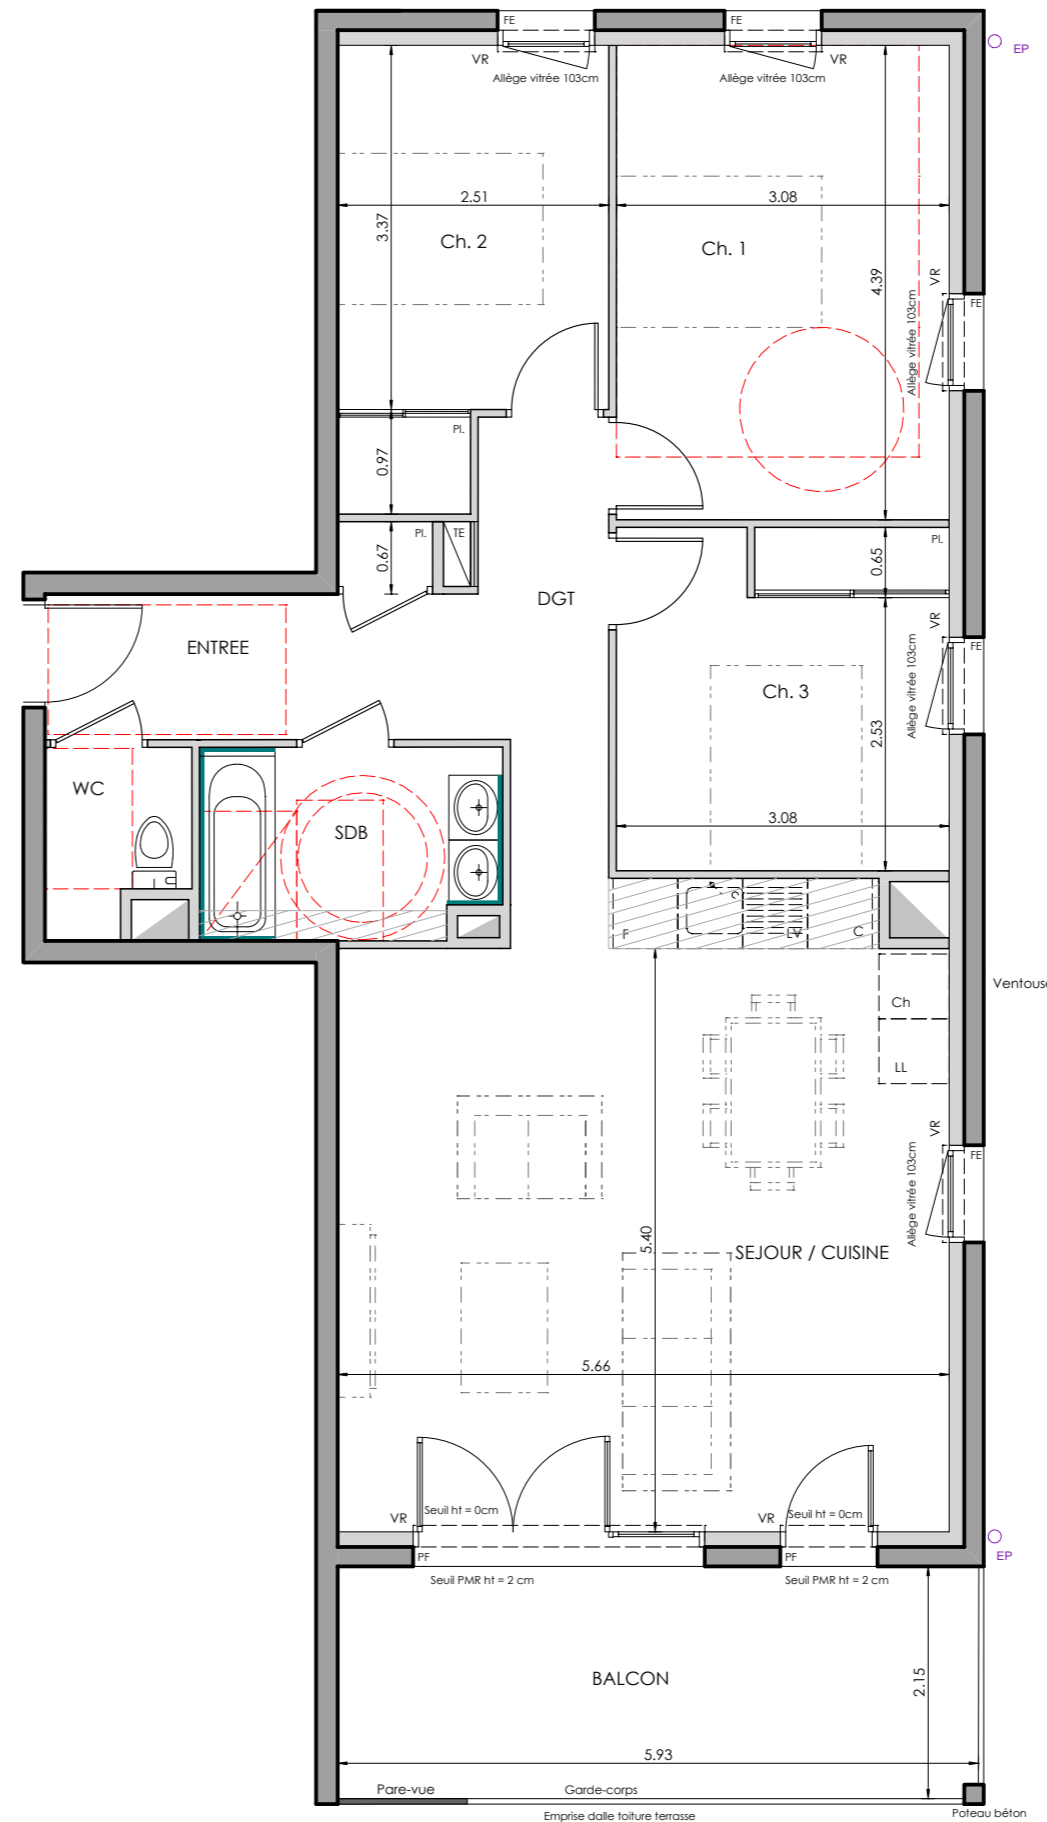 FE
FE
EP
VR
VR
Allège vitrée 103cm
Allège vitrée 103cm
2.51
3.08
3.37
Ch. 2
Ch. 1
4.39
VR
FE
Allège vitrée 103cm
Pl.
0.97
0.67
Pl.
TE
0.65
Pl.
DGT
ENTREE
VR
FE
Allège vitrée 103cm
Ch. 3
2.53
WC
SDB
3.08
F
LV
C
Ventouse
Ch
LL
VR
FE
Allège vitrée 103cm
5.40
SEJOUR / CUISINE
5.66
Seuil ht = 0cm
Seuil ht = 0cm
VR
VR
PF
PF
EP
Seuil PMR ht = 2 cm
Seuil PMR ht = 2 cm
BALCON
2.15
5.93
Pare-vue
Garde-corps
Emprise dalle toiture terrasse
Poteau béton